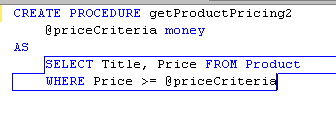 CREATE PROCEDURE getProductPricing2
@priceCriteria money
AS
SELECT Title, Price FROM Product
WHERE Price >= @priceCriteria